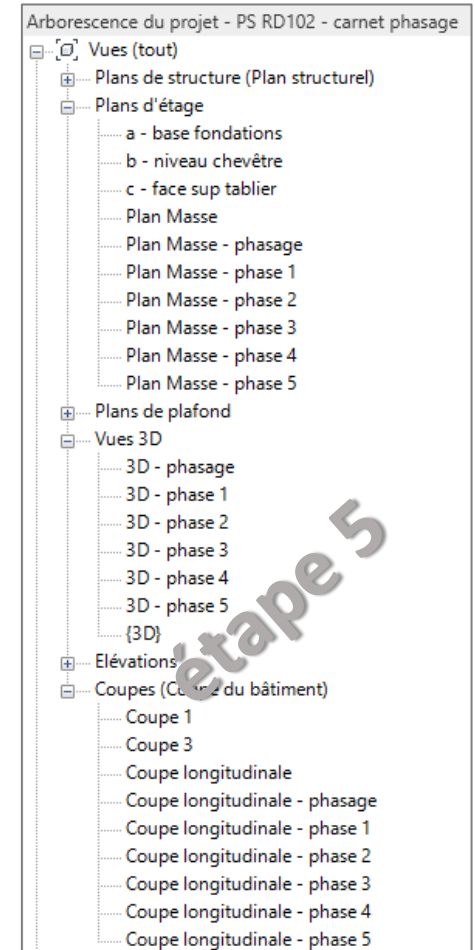 Arborescence du projet - PS RD102 - carnet phasage
Vues (tout)
Plans de structure (Plan structurel)
Plans d'étage
a - base fondations
b - niveau chevêtre
c - face sup tablier
Plan Masse
Plan Masse - phasage
Plan Masse - phase 1
Plan Masse - phase 2
Plan Masse - phase 3
Plan Masse - phase 4
Plan Masse - phase 5
Plans de plafond
Vues 3D
3D - phasage
3D - phase 1
3D - phase 2
3D - phase 3
3D - phase 4
3D - phase 5
{3D}
étape 5
Elévations
Coupes (Coupe du bâtiment)
Coupe 1
Coupe 3
Coupe longitudinale
Coupe longitudinale - phasage
Coupe longitudinale - phase 1
Coupe longitudinale - phase 2
Coupe longitudinale - phase 3
Coupe longitudinale - phase 4
Coupe longitudinale - phase 5